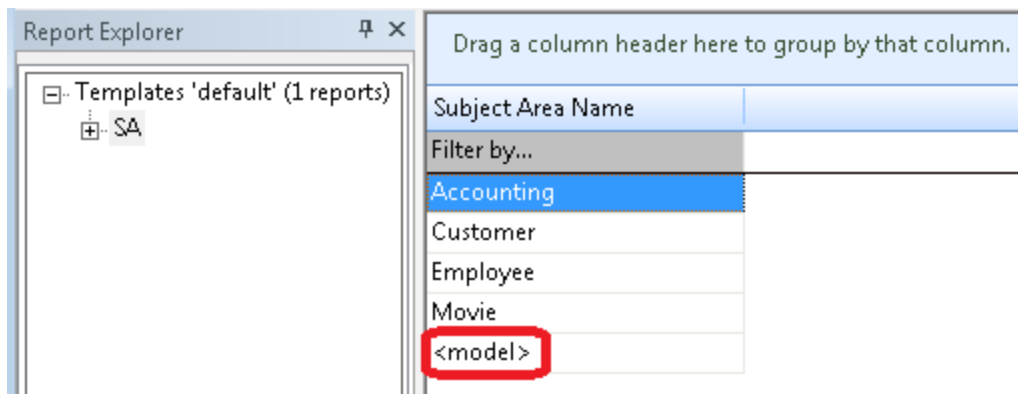 Report Explorer
Templates 'default' (1 reports)
SA
Drag a column header here to group by that column.
Subject Area Name
Filter by...
Accounting
Customer
Employee
Movie
<model>